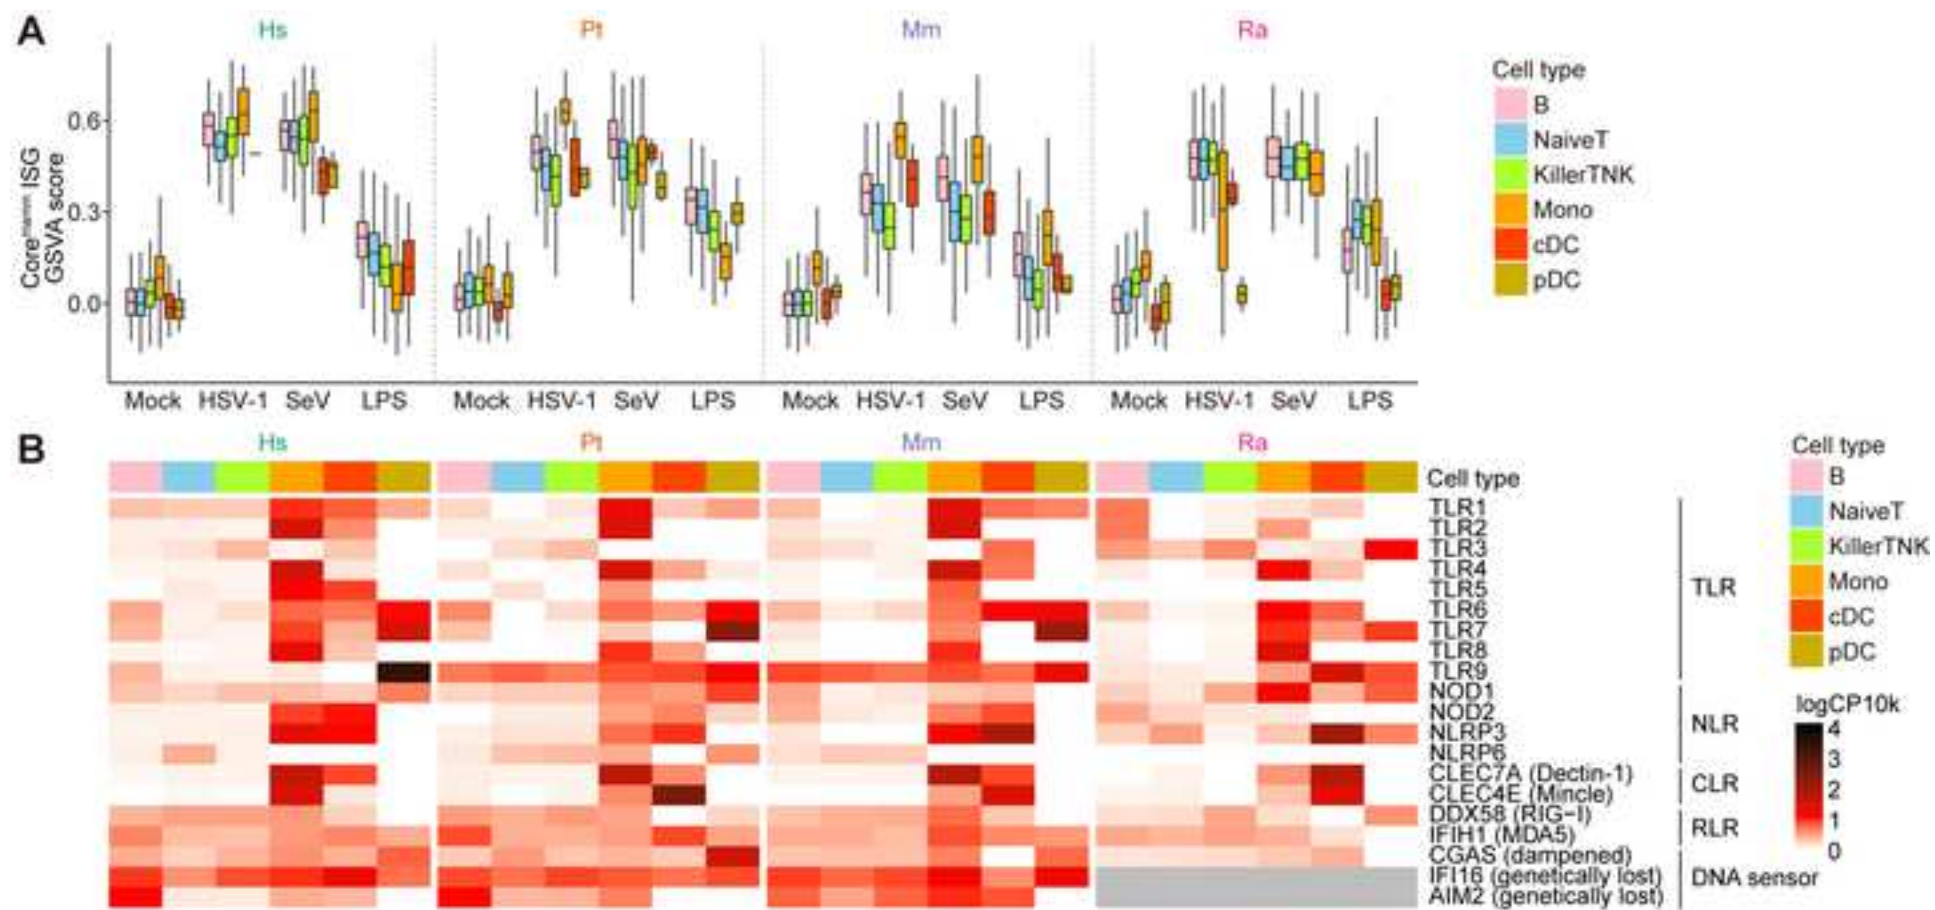 A
Hs Pt Mm Ra
Core^mamm ISG
GSVA score
0.6
0.3
0.0
Mock HSV-1 SeV LPS Mock HSV-1 SeV LPS Mock HSV-1 SeV LPS Mock HSV-1 SeV LPS
Cell type
B
NaiveT
KillerTNK
Mono
cDC
pDC
B
Hs Pt Mm Ra
Cell type
TLR1
TLR2
TLR3
TLR4
TLR5
TLR6
TLR7
TLR8
TLR9
NOD1
NOD2
NLRP3
NLRP6
CLEC7A (Dectin-1)
CLEC4E (Mincle)
DDX58 (RIG−I)
IFIH1 (MDA5)
CGAS (dampened)
IFI16 (genetically lost)
AIM2 (genetically lost)
TLR
NLR
CLR
RLR
DNA sensor
Cell type
B
NaiveT
KillerTNK
Mono
cDC
pDC
logCP10k
4
3
2
1
0